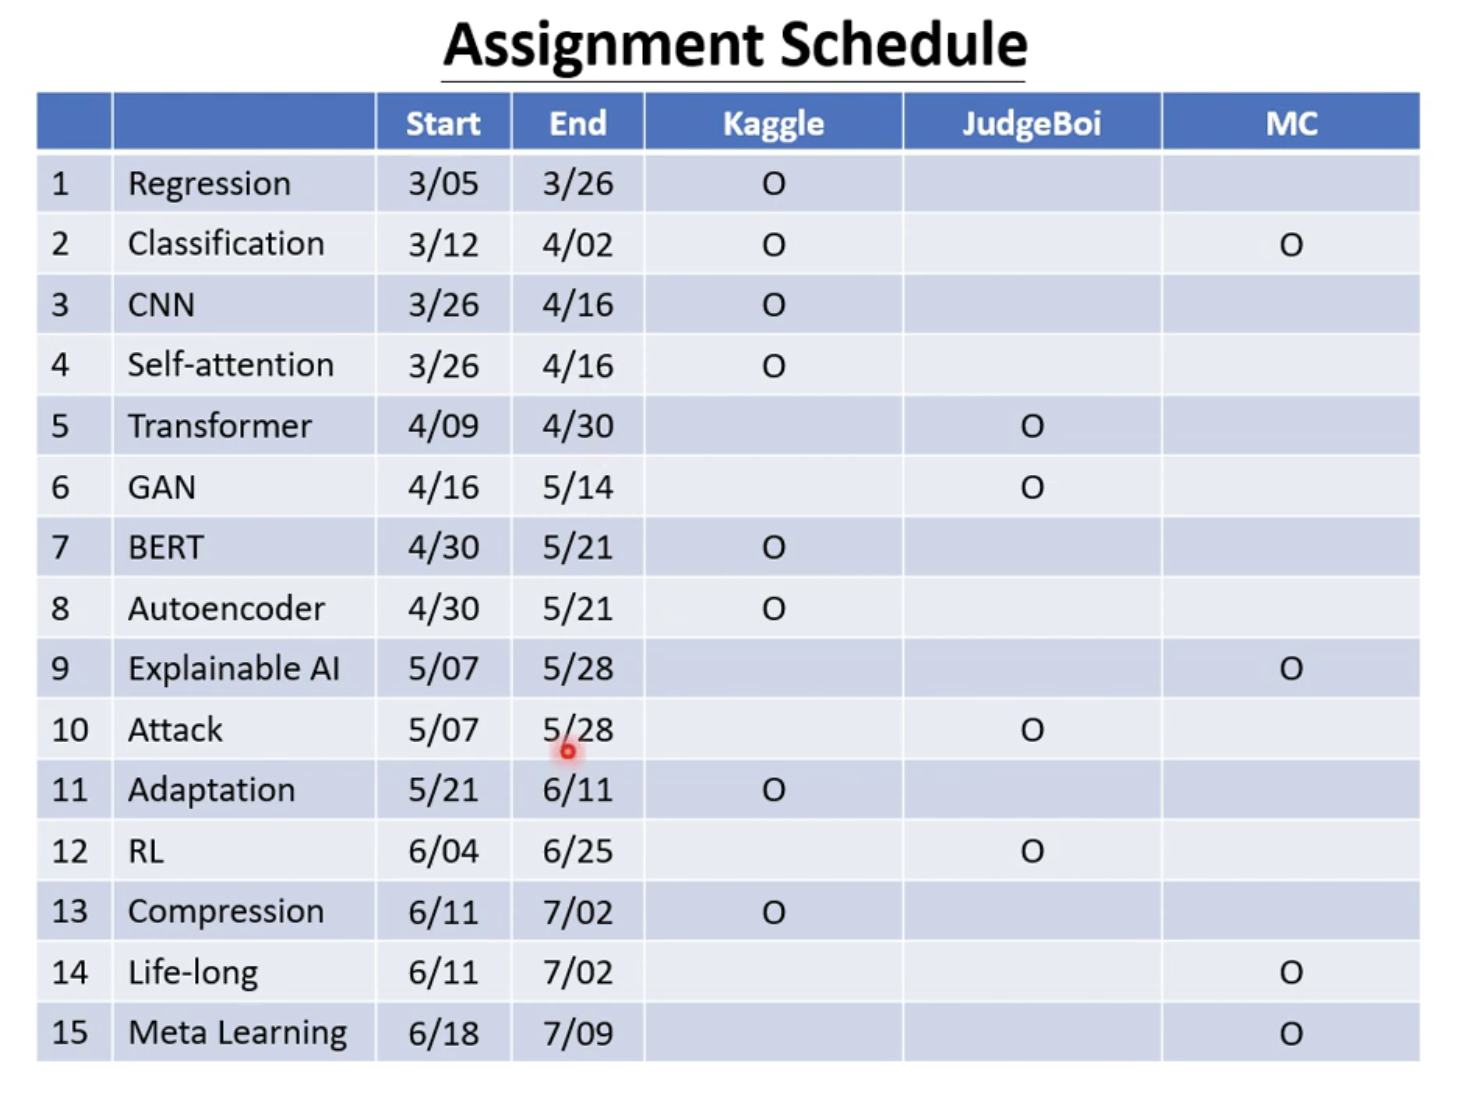 Assignment Schedule
Start End Kaggle JudgeBoi MC
1 Regression 3/05 3/26 O
2 Classification 3/12 4/02 O O
3 CNN 3/26 4/16 O
4 Self-attention 3/26 4/16 O
5 Transformer 4/09 4/30 O
6 GAN 4/16 5/14 O
7 BERT 4/30 5/21 O
8 Autoencoder 4/30 5/21 O
9 Explainable AI 5/07 5/28 O
10 Attack 5/07 5/28 O
11 Adaptation 5/21 6/11 O
12 RL 6/04 6/25 O
13 Compression 6/11 7/02 O
14 Life-long 6/11 7/02 O
15 Meta Learning 6/18 7/09 O